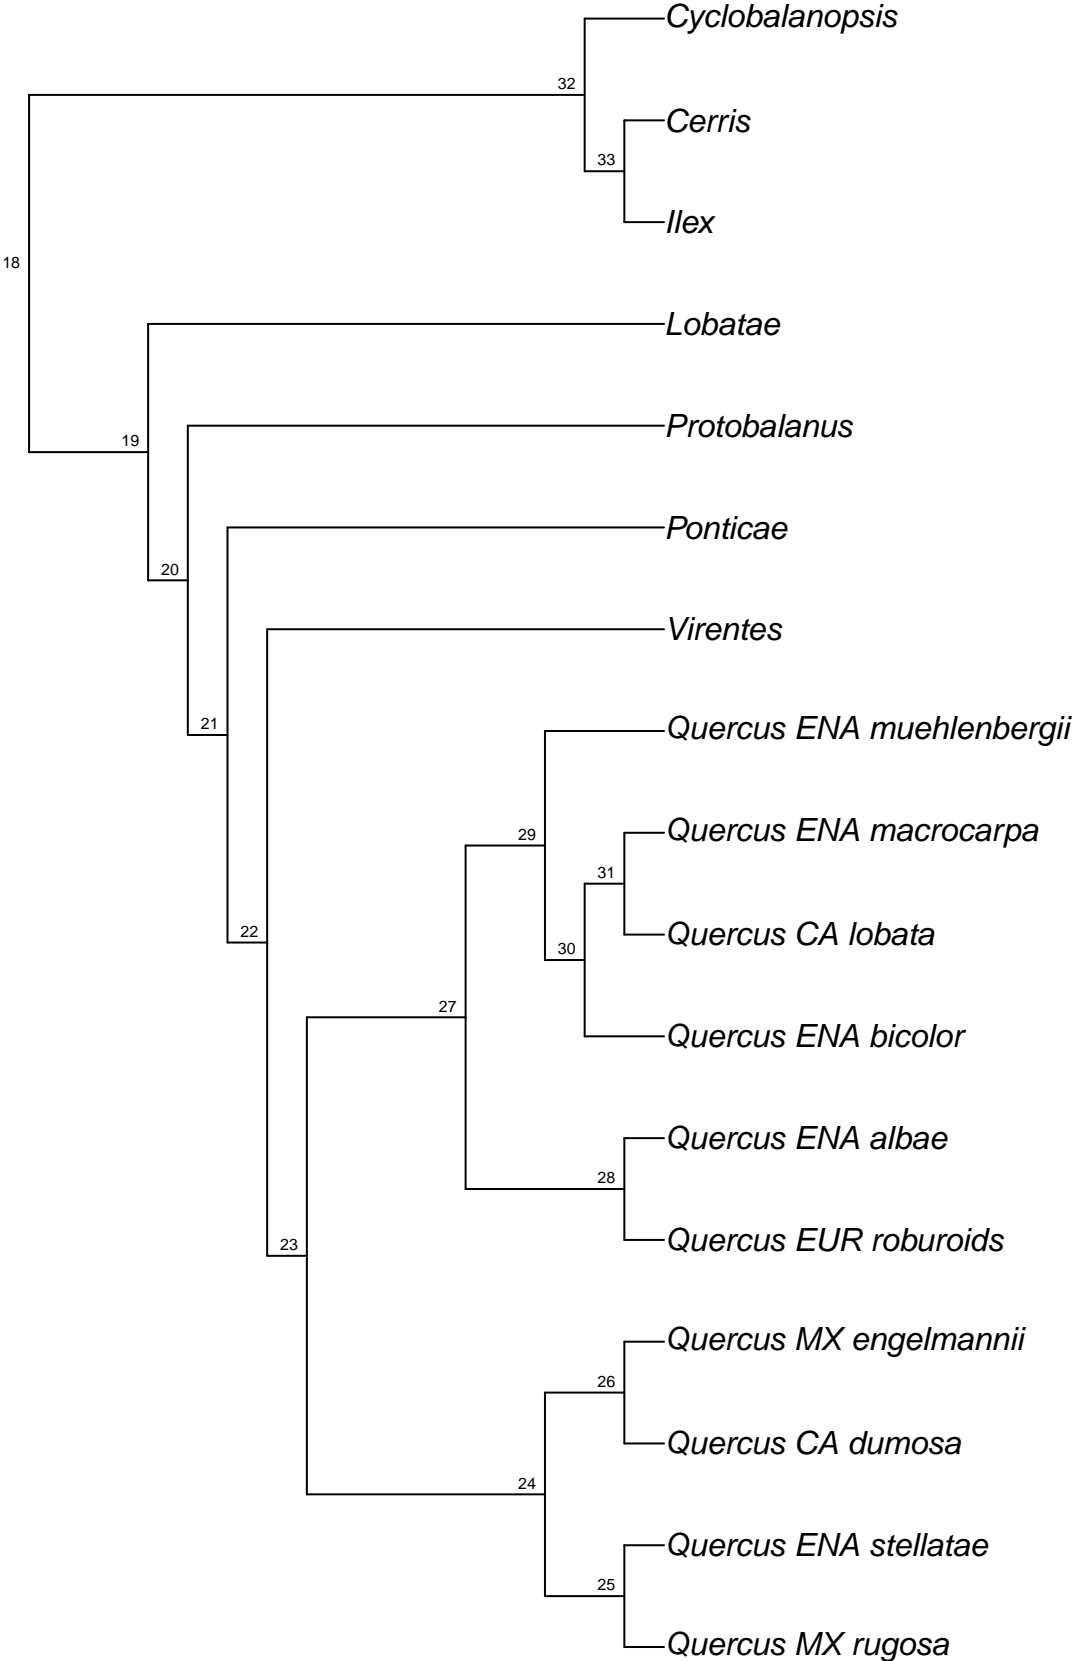 Cyclobalanopsis
32
Cerris
33
Ilex
18
Lobatae
Protobalanus
19
Ponticae
20
Virentes
21
Quercus ENA muehlenbergii
Quercus ENA macrocarpa
29
31
22
Quercus CA lobata
30
27
Quercus ENA bicolor
Quercus ENA albae
28
23
Quercus EUR roburoids
Quercus MX engelmannii
26
Quercus CA dumosa
24
Quercus ENA stellatae
25
Quercus MX rugosa